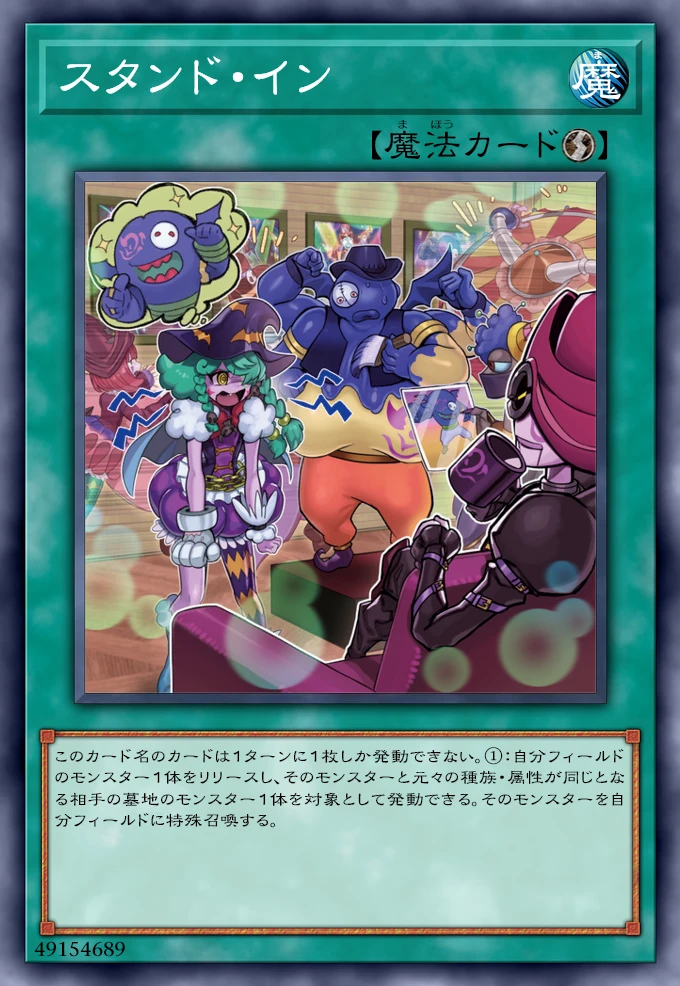 スタンド・イン
ま
魔
ま ほう
【魔法カード】
このカード名のカードは1ターンに1枚しか発動できない。①:自分フィールド
のモンスター1体をリリースし、そのモンスターと元々の種族・属性が同じとな
る相手の墓地のモンスター1体を対象として発動できる。そのモンスターを自
分フィールドに特殊召喚する。
49154689